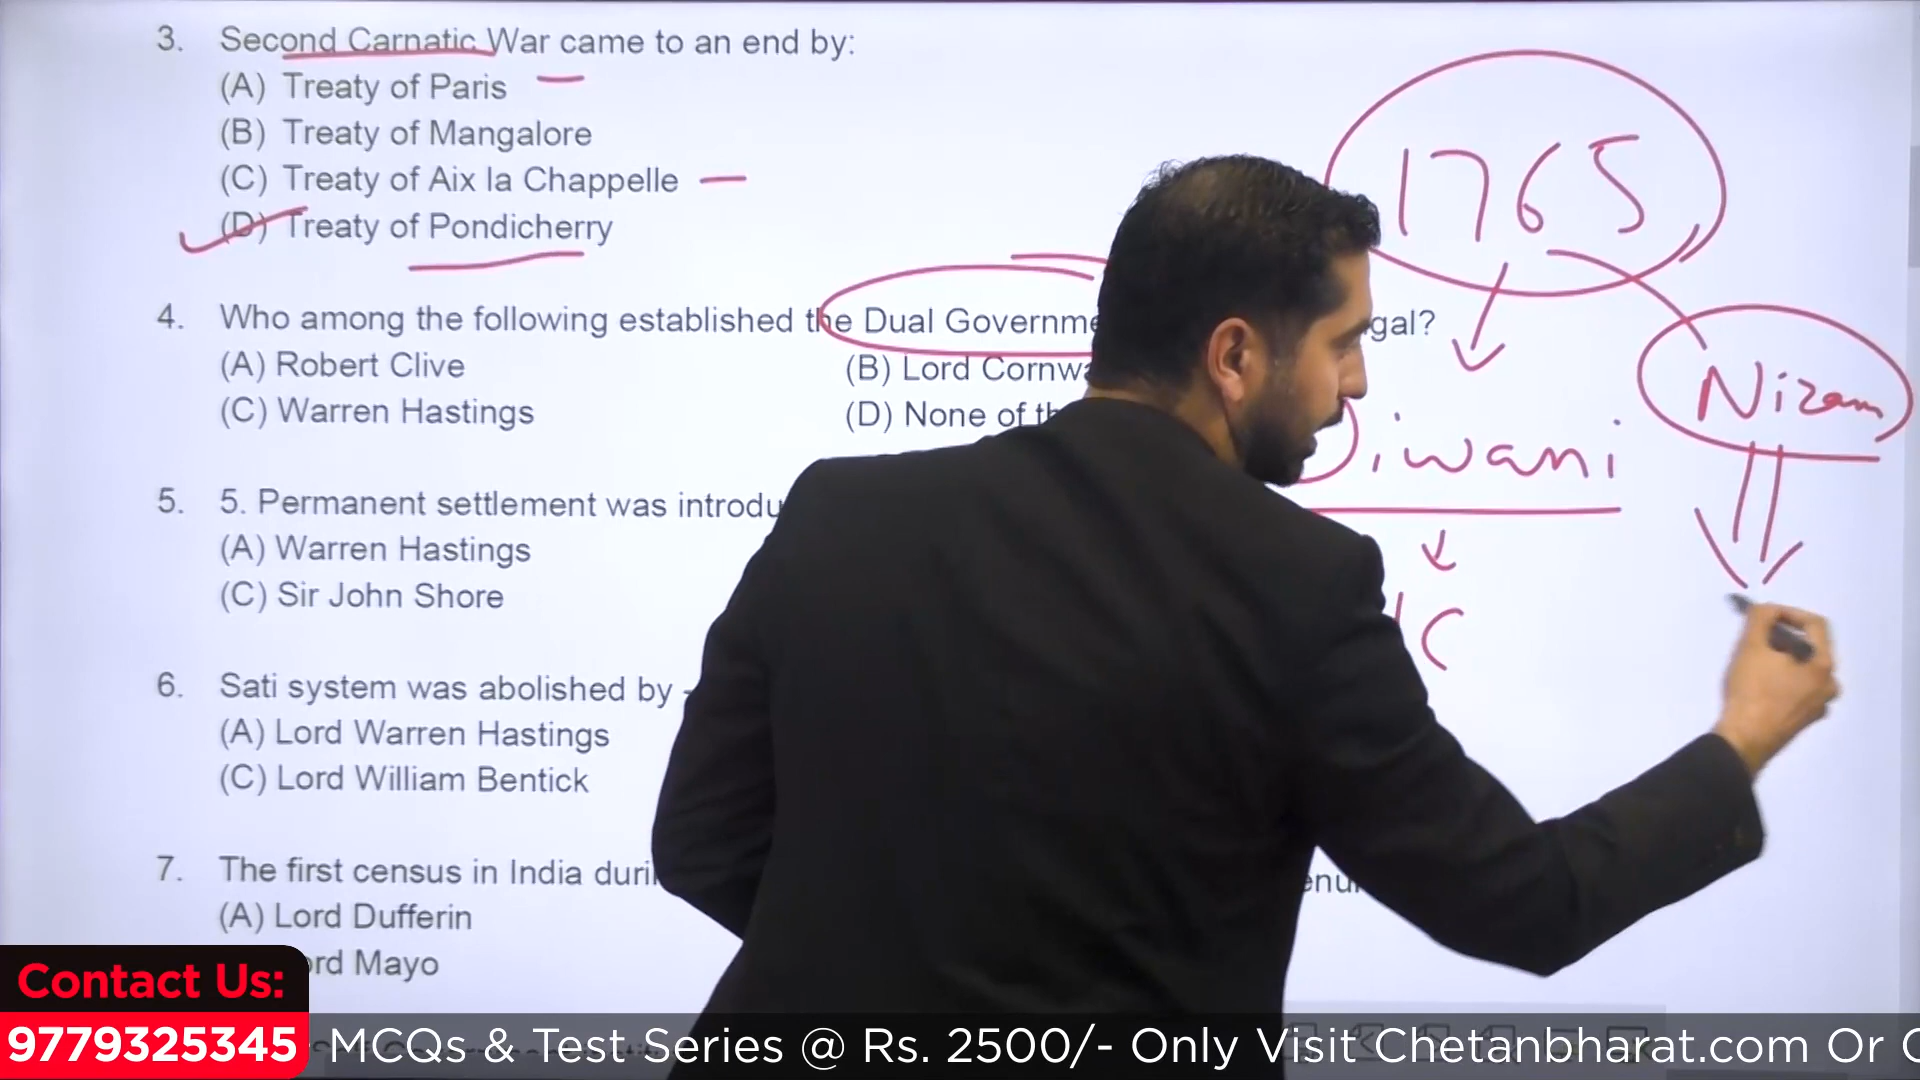 3. Second Carnatic War came to an end by:
(A) Treaty of Paris
(B) Treaty of Mangalore
(C) Treaty of Aix la Chappelle
(D) Treaty of Pondicherry
4. Who among the following established the Dual Governme gal?
(A) Robert Clive
(B) Lord Cornwa
(C) Warren Hastings
(D) None of th
5. 5. Permanent settlement was introdu
(A) Warren Hastings
(C) Sir John Shore
6. Sati system was abolished by -
(A) Lord Warren Hastings
(C) Lord William Bentick
7. The first census in India duri enu
(A) Lord Dufferin
ord Mayo
1765
Diwani
Nizam
C
Contact Us:
9779325345
MCQs & Test Series @ Rs. 2500/- Only Visit Chetanbharat.com Or C